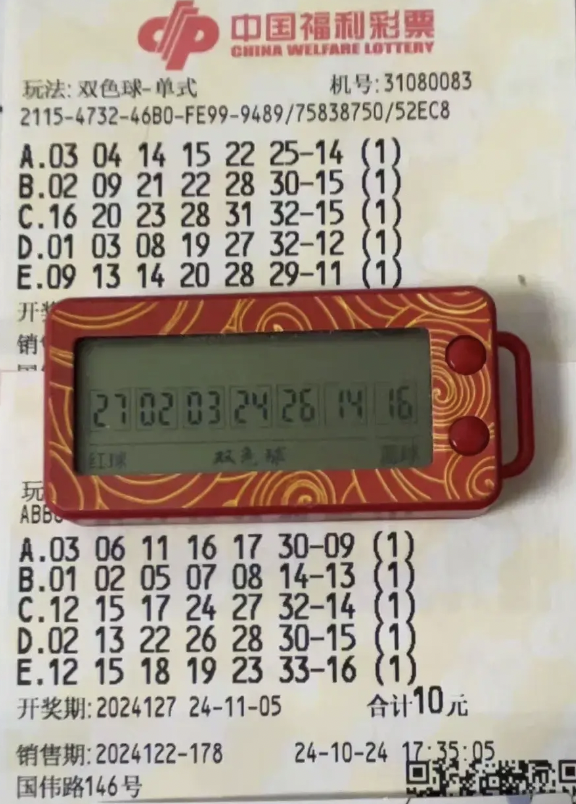 中国福利彩票
CHINA WELFARE LOTTERY
玩法:双色球-单式 机号:31080083
2115-4732-46B0-FE99-9489/75838750/52EC8
A.03 04 14 15 22 25-14 (1)
B.02 09 21 22 28 30-15 (1)
C.16 20 23 28 31 32-15 (1)
D.01 03 08 19 27 32-12 (1)
E.09 13 14 20 28 29-11 (1)
开
销
27 02 03 24 26 14 16
红球 双色球 蓝球
玩
A.03 06 11 16 17 30-09 (1)
B.01 02 05 07 08 14-13 (1)
C.12 15 17 24 27 32-14 (1)
D.02 13 22 26 28 30-15 (1)
E.12 15 18 19 23 33-16 (1)
开奖期:2024127 24-11-05 合计10元
销售期:2024122-178 24-10-24 17:35:05
国伟路146号